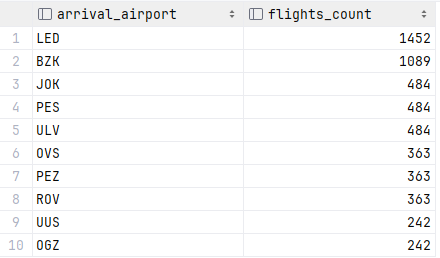 arrival_airport flights_count
1 LED 1452
2 BZK 1089
3 JOK 484
4 PES 484
5 ULV 484
6 OVS 363
7 PEZ 363
8 ROV 363
9 UUS 242
10 OGZ 242